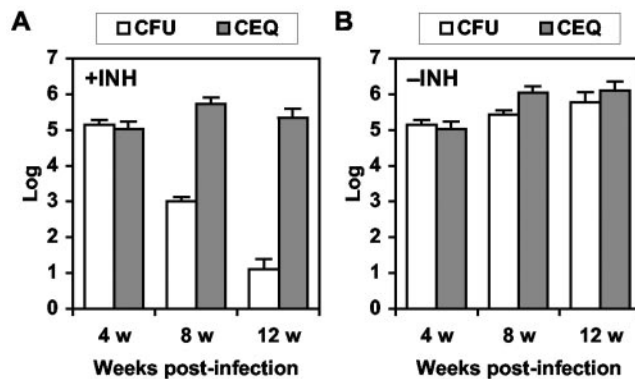 A
CFU CEQ
+INH
7
6
5
4
3
2
1
0
Log
4 w 8 w 12 w
Weeks post-infection
B
CFU CEQ
–INH
7
6
5
4
3
2
1
0
Log
4 w 8 w 12 w
Weeks post-infection